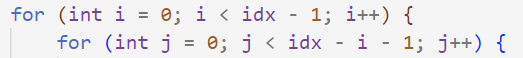 for (int i = 0; i < idx - 1; i++) {
for (int j = 0; j < idx - i - 1; j++) {